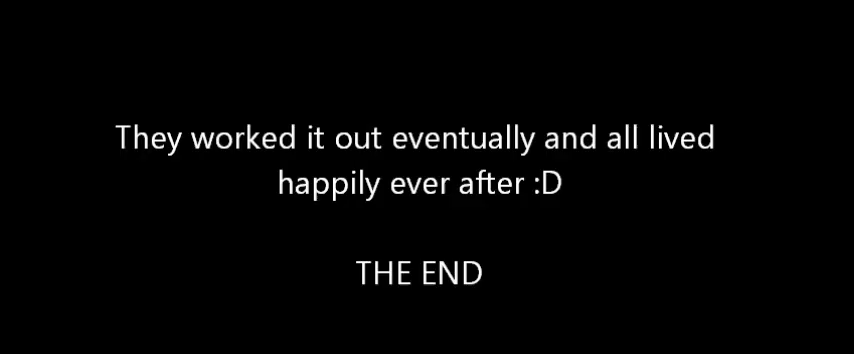 They worked it out eventually and all lived
happily ever after :D
THE END